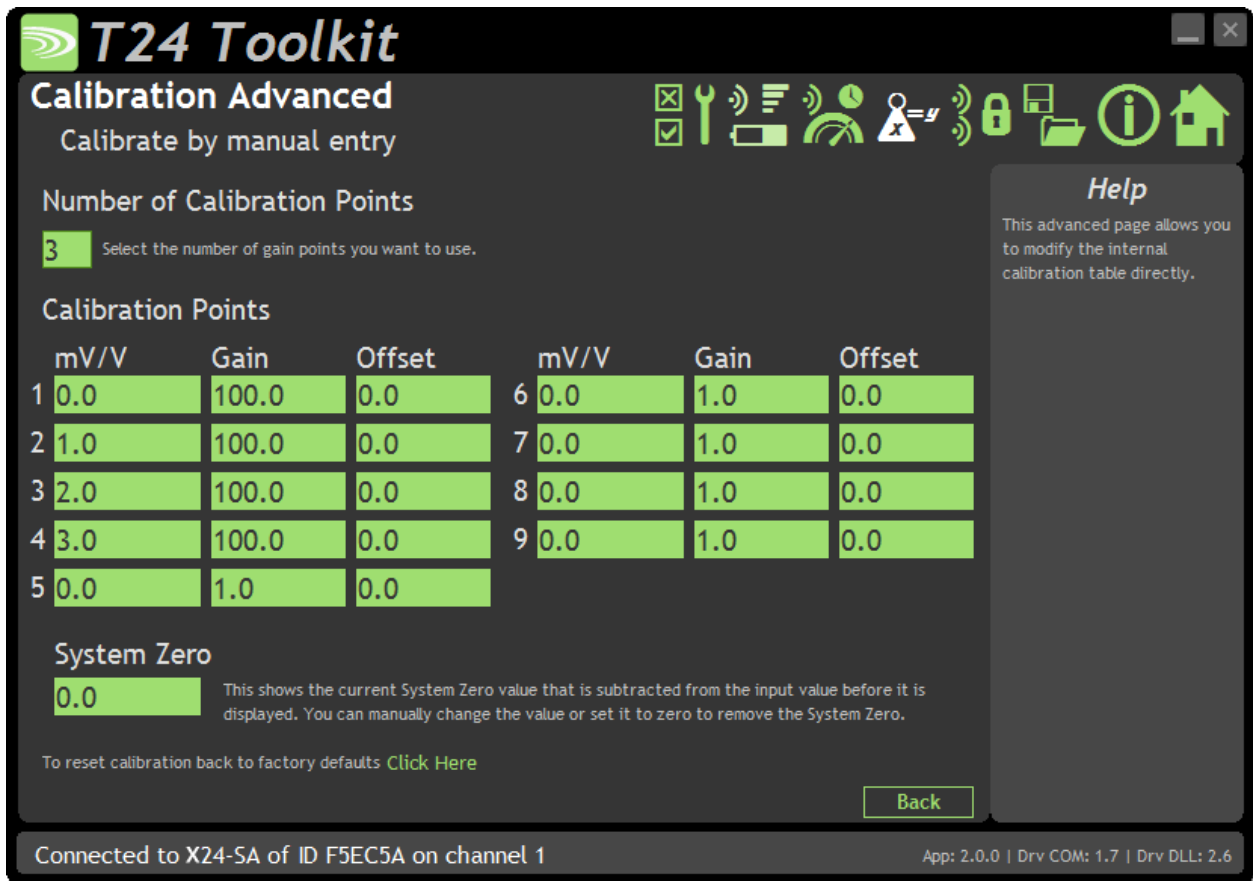 T24 Toolkit
Calibration Advanced
Calibrate by manual entry
x=y
Number of Calibration Points
3 Select the number of gain points you want to use.
Calibration Points
mV/V Gain Offset mV/V Gain Offset
1 0.0 100.0 0.0 6 0.0 1.0 0.0
2 1.0 100.0 0.0 7 0.0 1.0 0.0
3 2.0 100.0 0.0 8 0.0 1.0 0.0
4 3.0 100.0 0.0 9 0.0 1.0 0.0
5 0.0 1.0 0.0
System Zero
0.0 This shows the current System Zero value that is subtracted from the input value before it is
displayed. You can manually change the value or set it to zero to remove the System Zero.
To reset calibration back to factory defaults Click Here
Back
Help
This advanced page allows you
to modify the internal
calibration table directly.
Connected to X24-SA of ID F5EC5A on channel 1 App: 2.0.0 | Drv COM: 1.7 | Drv DLL: 2.6